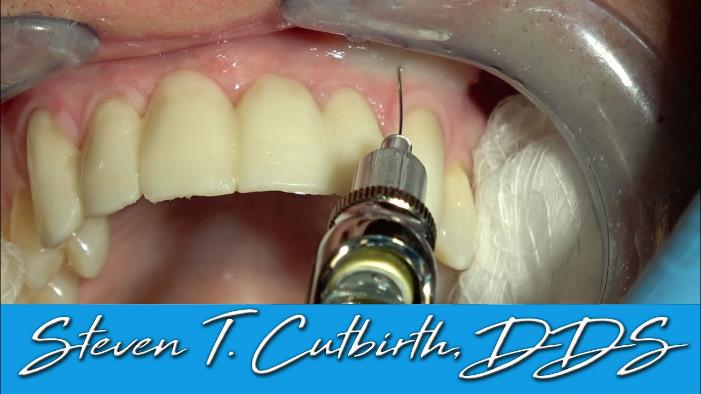 Steven T. Cutbirth, DDS